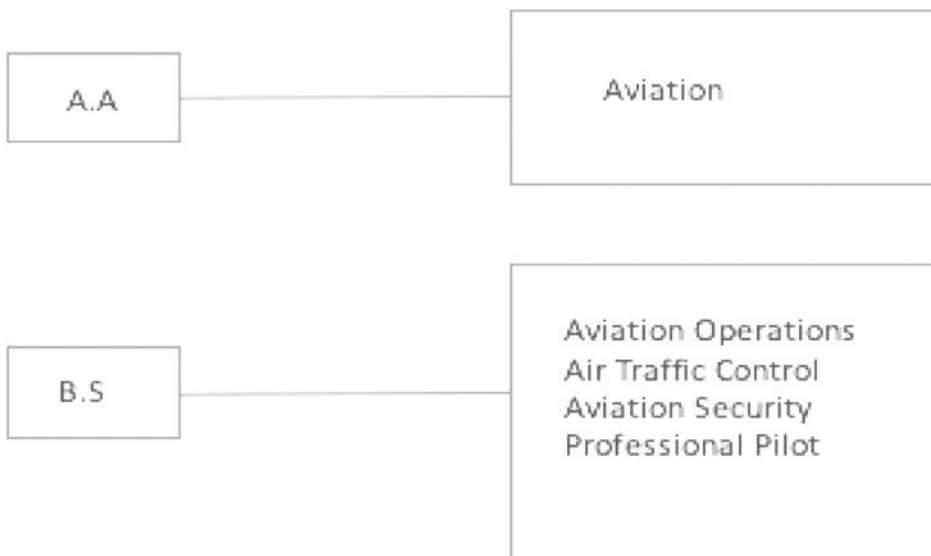 A.A
Aviation
B.S
Aviation Operations
Air Traffic Control
Aviation Security
Professional Pilot